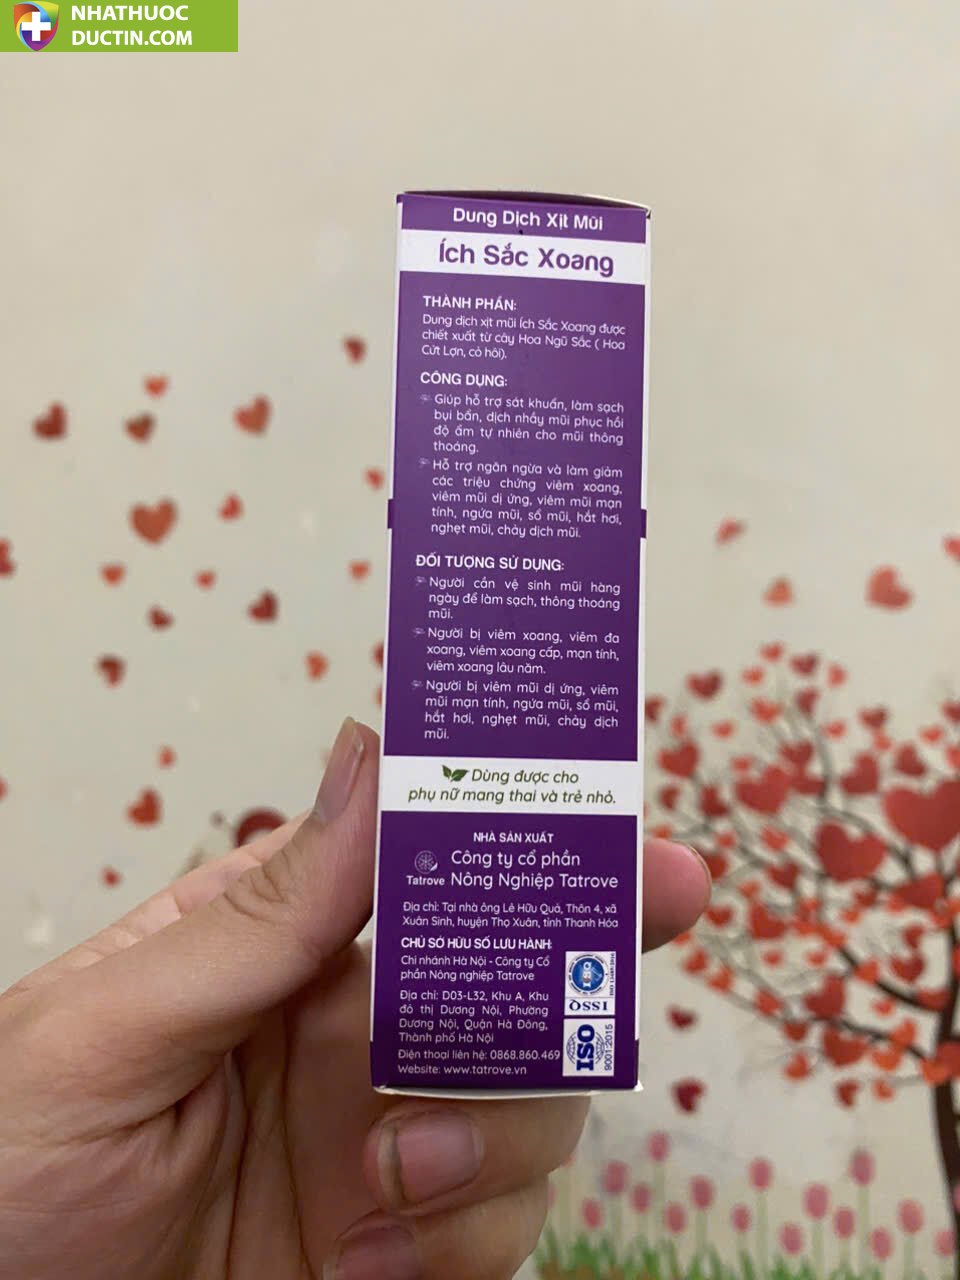 NHATHUOC
DUCTIN.COM
Dung Dịch Xịt Mũi
Ích Sắc Xoang
THÀNH PHẦN:
Dung dịch xịt mũi Ích Sắc Xoang được
chiết xuất từ cây Hoa Ngũ Sắc ( Hoa
Cứt Lợn, cỏ hôi).
CÔNG DỤNG:
Giúp hỗ trợ sát khuẩn, làm sạch
bụi bẩn, dịch nhầy mũi phục hồi
độ ẩm tự nhiên cho mũi thông
thoáng.
Hỗ trợ ngăn ngừa và làm giảm
các triệu chứng viêm xoang,
viêm mũi dị ứng, viêm mũi mạn
tính, ngứa mũi, sổ mũi, hắt hơi,
nghẹt mũi, chảy dịch mũi.
ĐỐI TƯỢNG SỬ DỤNG:
Người cần vệ sinh mũi hàng
ngày để làm sạch, thông thoáng
mũi.
Người bị viêm xoang, viêm đa
xoang, viêm xoang cấp, mạn tính,
viêm xoang lâu năm.
Người bị viêm mũi dị ứng, viêm
mũi mạn tính, ngứa mũi, sổ mũi,
hắt hơi, nghẹt mũi, chảy dịch
mũi.
Dùng được cho
phụ nữ mang thai và trẻ nhỏ.
NHÀ SẢN XUẤT
Công ty cổ phần
Tatrove Nông Nghiệp Tatrove
Địa chỉ: Tại nhà ông Lê Hữu Quả, Thôn 4, xã
Xuân Sinh, huyện Thọ Xuân, tỉnh Thanh Hóa
CHỦ SỞ HỮU SỐ LƯU HÀNH:
Chi nhánh Hà Nội - Công ty Cổ
phần Nông nghiệp Tatrove
Địa chỉ: D03-L32, Khu A, Khu
đô thị Dương Nội, Phường
Dương Nội, Quận Hà Đông,
Thành phố Hà Nội
Điện thoại liên hệ: 0868.860.469
Website: www.tatrove.vn
QSSI
ISO
9001:2015